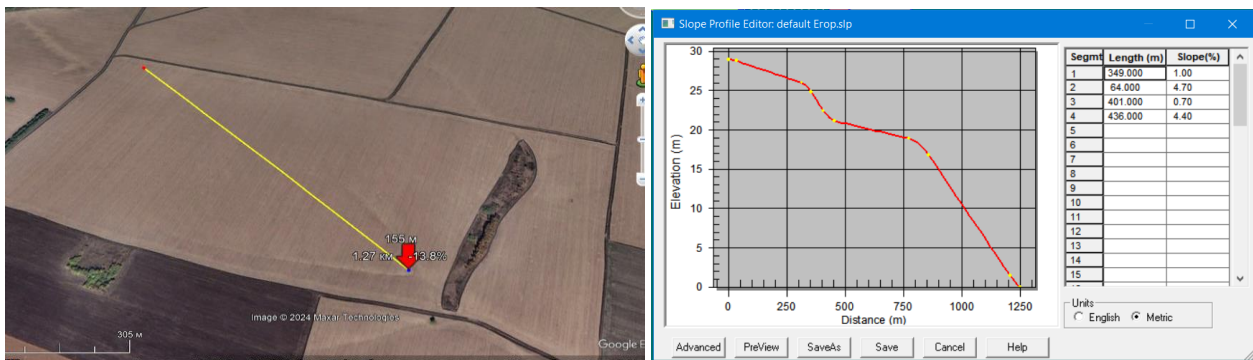 155 м
1.27 км -13.8%
Image © 2024 Maxar Technologies
305 м
Google E
Slope Profile Editor: default Erop.slp
30
25
20
15
10
5
0
Elevation (m)
0 250 500 750 1000 1250
Distance (m)
Segmt Length (m) Slope(%)
1 349.000 1.00
2 64.000 4.70
3 401.000 0.70
4 436.000 4.40
5
6
7
8
9
10
11
12
13
14
15
Units
English Metric
Advanced PreView SaveAs Save Cancel Help